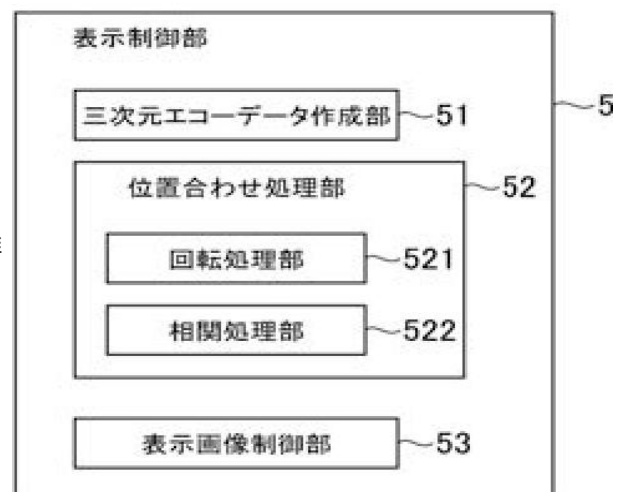 表示制御部
5
三次元エコーデータ作成部 51
位置合わせ処理部 52
回転処理部 521
相関処理部 522
表示画像制御部 53